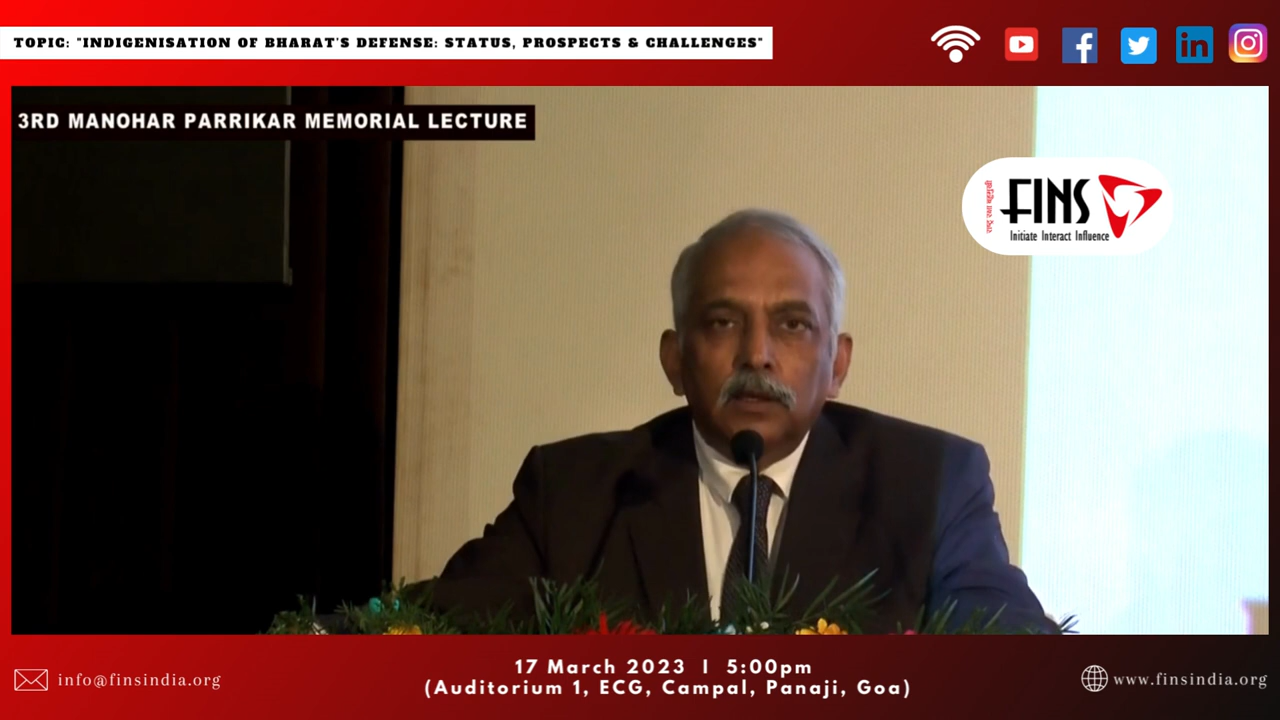 TOPIC: "INDIGENISATION OF BHARAT'S DEFENSE: STATUS, PROSPECTS & CHALLENGES"
3RD MANOHAR PARRIKAR MEMORIAL LECTURE
FINS
Initiate Interact Influence
17 March 2023 | 5:00pm
(Auditorium 1, ECG, Campal, Panaji, Goa)
info@finsindia.org
www.finsindia.org